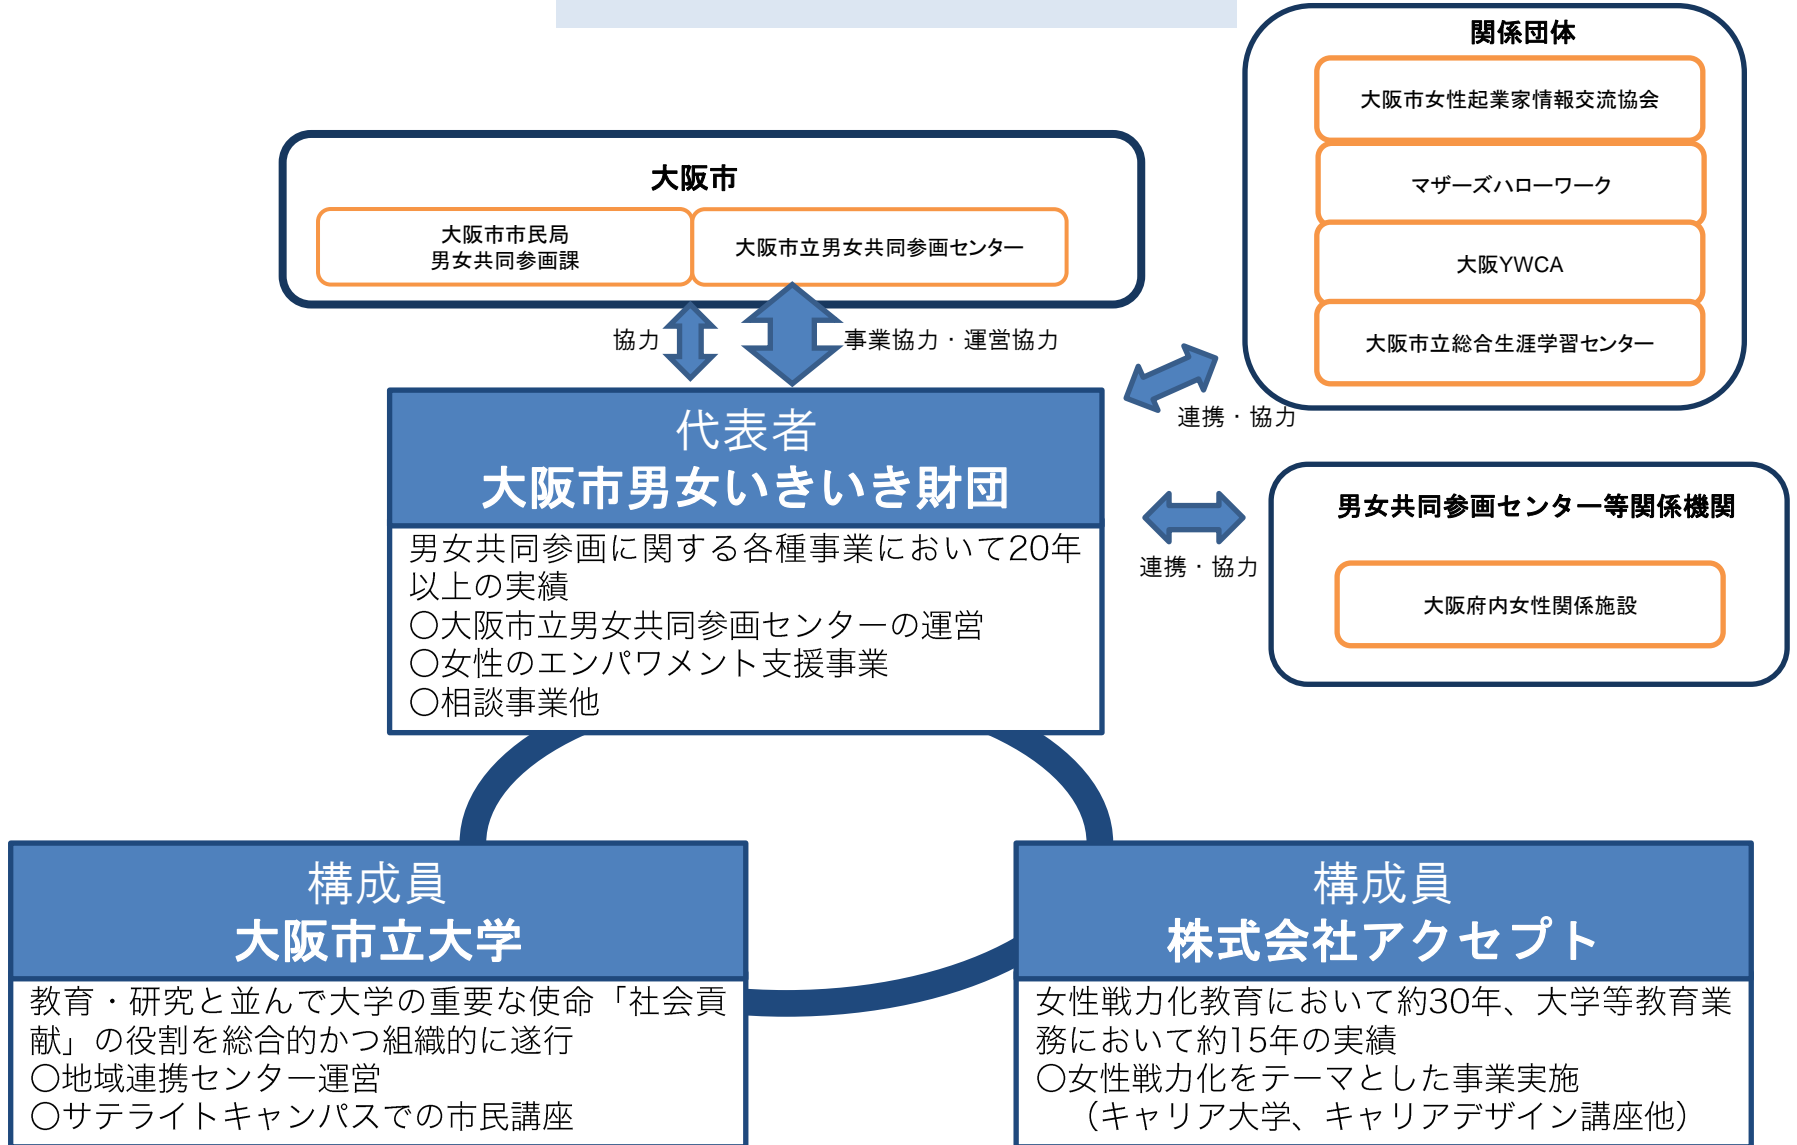 関係団体
大阪市女性起業家情報交流協会
マザーズハローワーク
大阪YWCA
大阪市立総合生涯学習センター
大阪市
大阪市市民局
男女共同参画課
大阪市立男女共同参画センター
協力
事業協力・運営協力
連携・協力
代表者
大阪市男女いきいき財団
男女共同参画に関する各種事業において20年
以上の実績
〇大阪市立男女共同参画センターの運営
〇女性のエンパワメント支援事業
〇相談事業他
連携・協力
男女共同参画センター等関係機関
大阪府内女性関係施設
構成員
大阪市立大学
教育・研究と並んで大学の重要な使命「社会貢
献」の役割を総合的かつ組織的に遂行
〇地域連携センター運営
〇サテライトキャンパスでの市民講座
構成員
株式会社アクセプト
女性戦力化教育において約30年、大学等教育業
務において約15年の実績
〇女性戦力化をテーマとした事業実施
（キャリア大学、キャリアデザイン講座他）